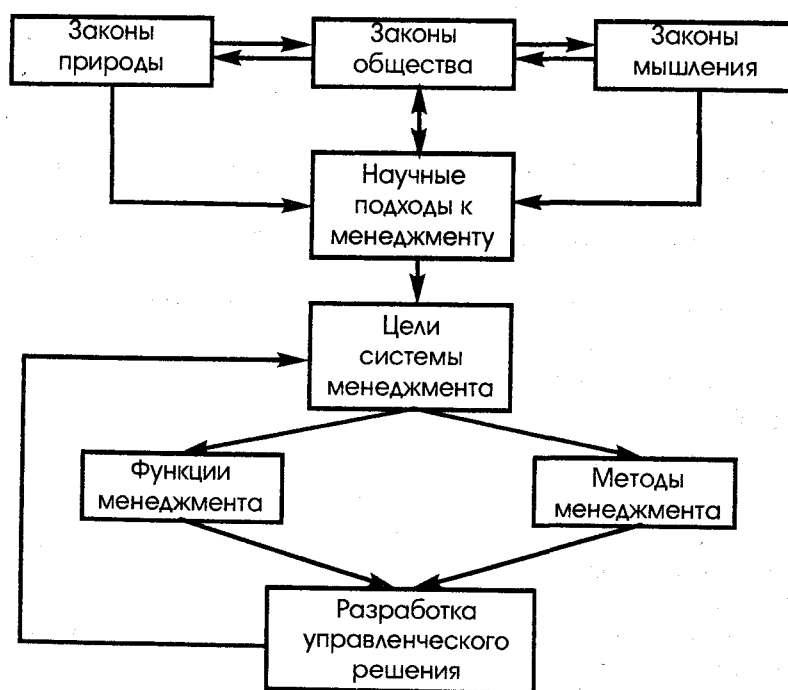 Законы
природы
Законы
общества
Законы
мышления
Научные
подходы к
менеджменту
Цели
системы
менеджмента
Функции
менеджмента
Методы
менеджмента
Разработка
управленческого
решения